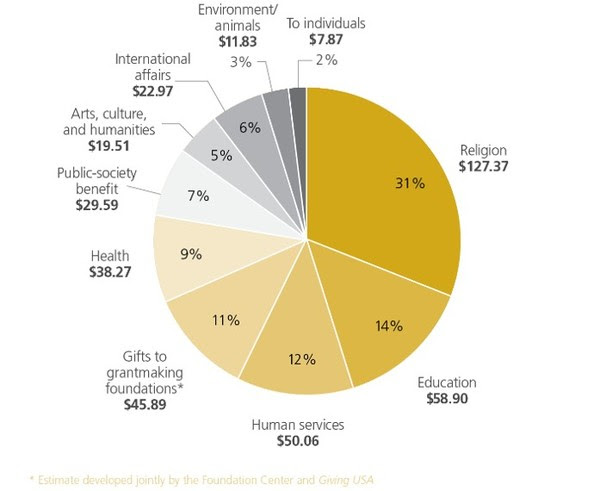 Environment/
animals
$11.83
3%
To individuals
$7.87
2%
International
affairs
$22.97
6%
Arts, culture,
and humanities
$19.51
5%
Public-society
benefit
$29.59
7%
Health
$38.27
9%
Gifts to
grantmaking
foundations*
$45.89
11%
Human services
$50.06
12%
Education
$58.90
14%
Religion
$127.37
31%
* Estimate developed jointly by the Foundation Center and Giving USA